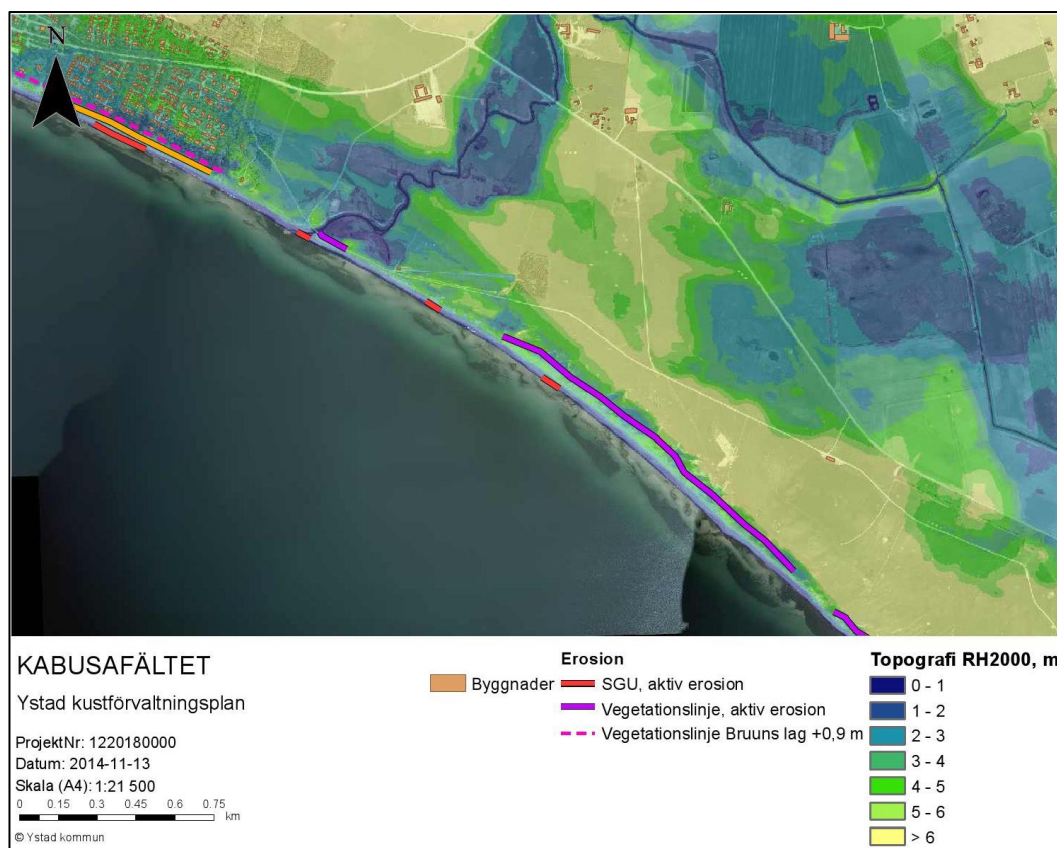 N
KABUSAFÄLTET
Ystad kustförvaltningsplan
ProjektNr: 1220180000
Datum: 2014-11-13
Skala (A4): 1:21 500
0 0.15 0.3 0.45 0.6 0.75
km
© Ystad kommun
Byggnader
Erosion
SGU, aktiv erosion
Vegetationslinje, aktiv erosion
Vegetationslinje Bruuns lag +0,9 m
Topografi RH2000, m
0 - 1
1 - 2
2 - 3
3 - 4
4 - 5
5 - 6
> 6